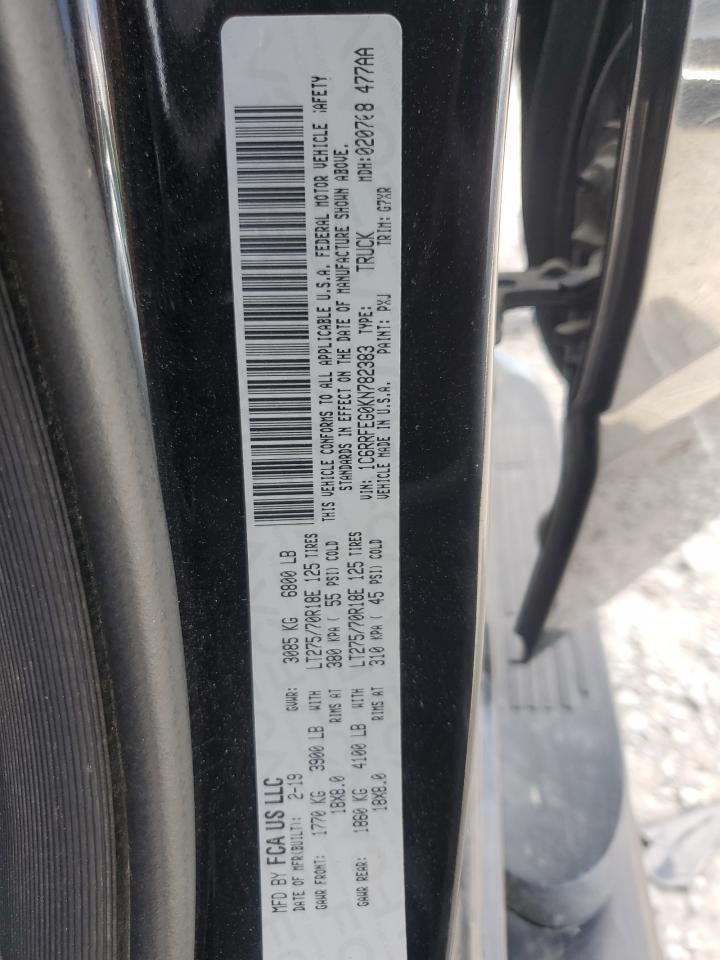 MFD BY FCA US LLC
DATE OF MFR(BUILT): 2-19 GVWR: 3085 KG 6800 LB
GAWR FRONT: 1770 KG 3900 LB WITH LT275/70R18E 125 TIRES
18X8.0 RIMS AT 380 KPA ( 55 PSI) COLD
GAWR REAR: 1860 KG 4100 LB WITH LT275/70R18E 125 TIRES
18X8.0 RIMS AT 310 KPA ( 45 PSI) COLD
THIS VEHICLE CONFORMS TO ALL APPLICABLE U.S.A. FEDERAL MOTOR VEHICLE SAFETY
STANDARDS IN EFFECT ON THE DATE OF MANUFACTURE SHOWN ABOVE.
VIN: 1C6RRFEG0KN782383 TYPE: TRUCK MDH: 477AA
VEHICLE MADE IN U.S.A. PAINT: PXJ TRIM: G7XR